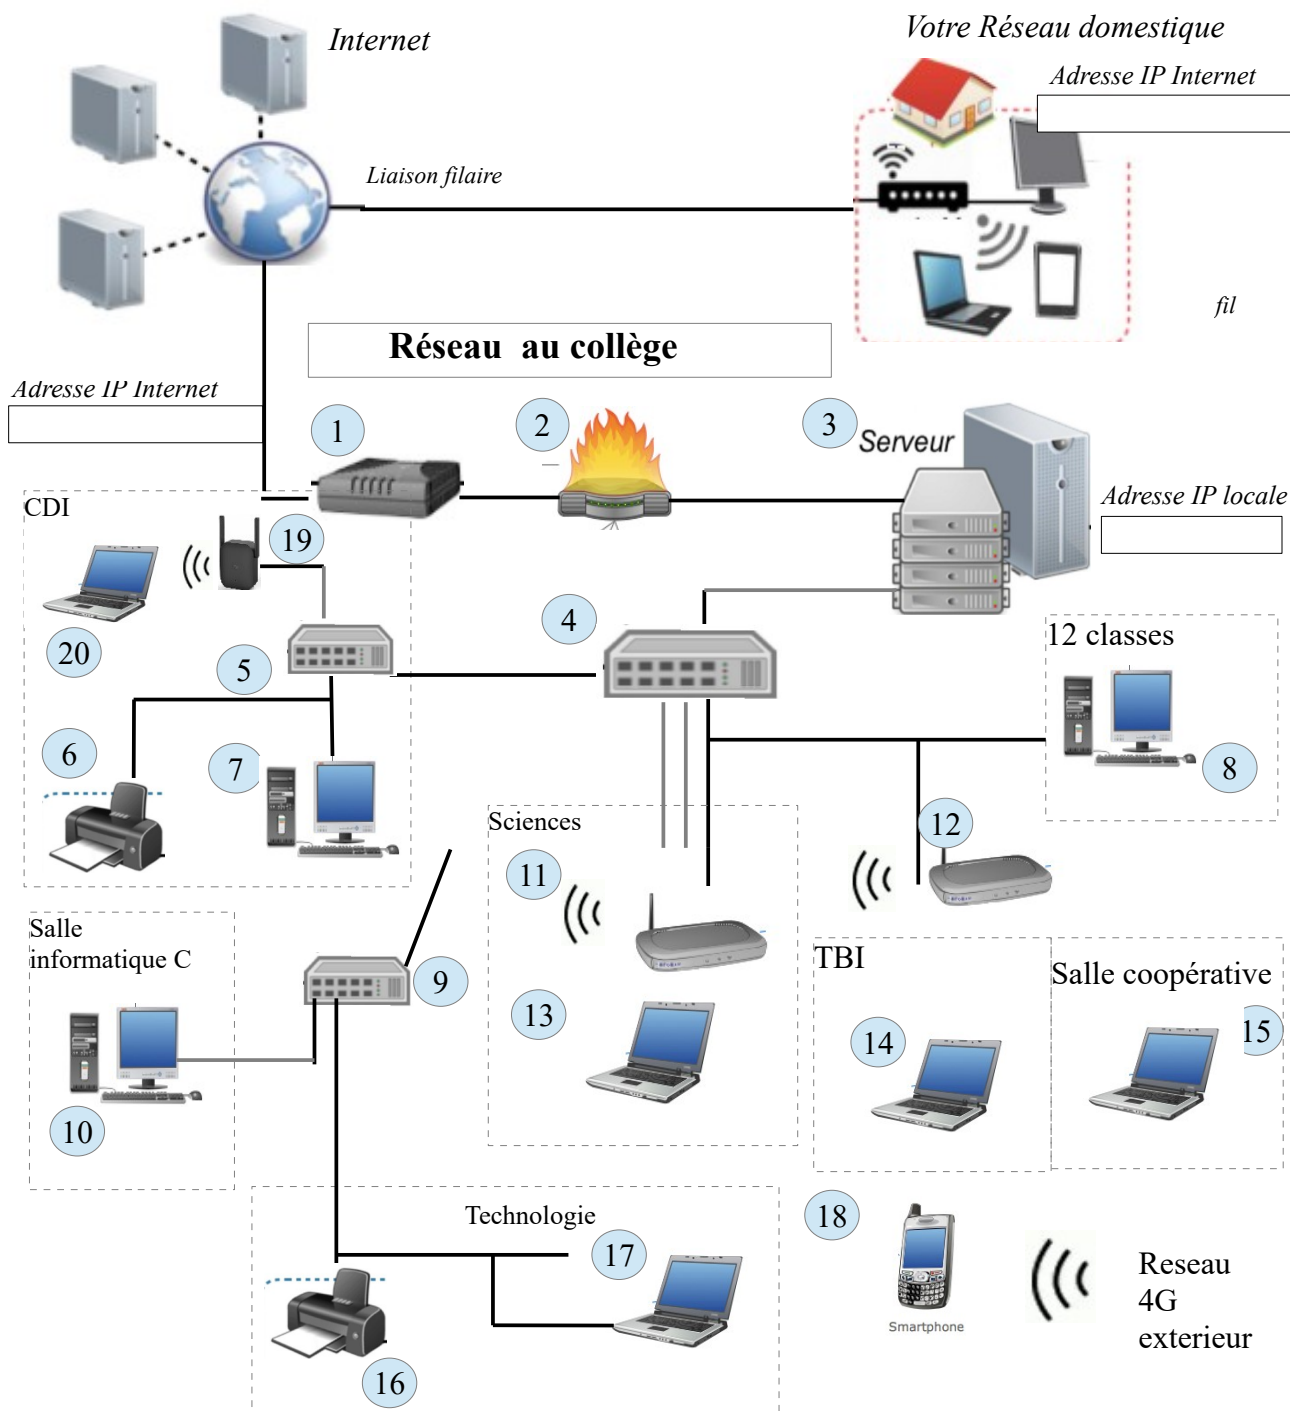 Internet
Votre Réseau domestique
Adresse IP Internet
Liaison filaire
fil
Réseau au collège
Adresse IP Internet
1
2
3
Serveur
Adresse IP locale
CDI
19
20
4
5
12 classes
6
7
8
Sciences
12
11
Salle
informatique C
9
TBI
Salle coopérative
13
14
15
10
Technologie
17
18
16
Smartphone
Reseau
4G
exterieur